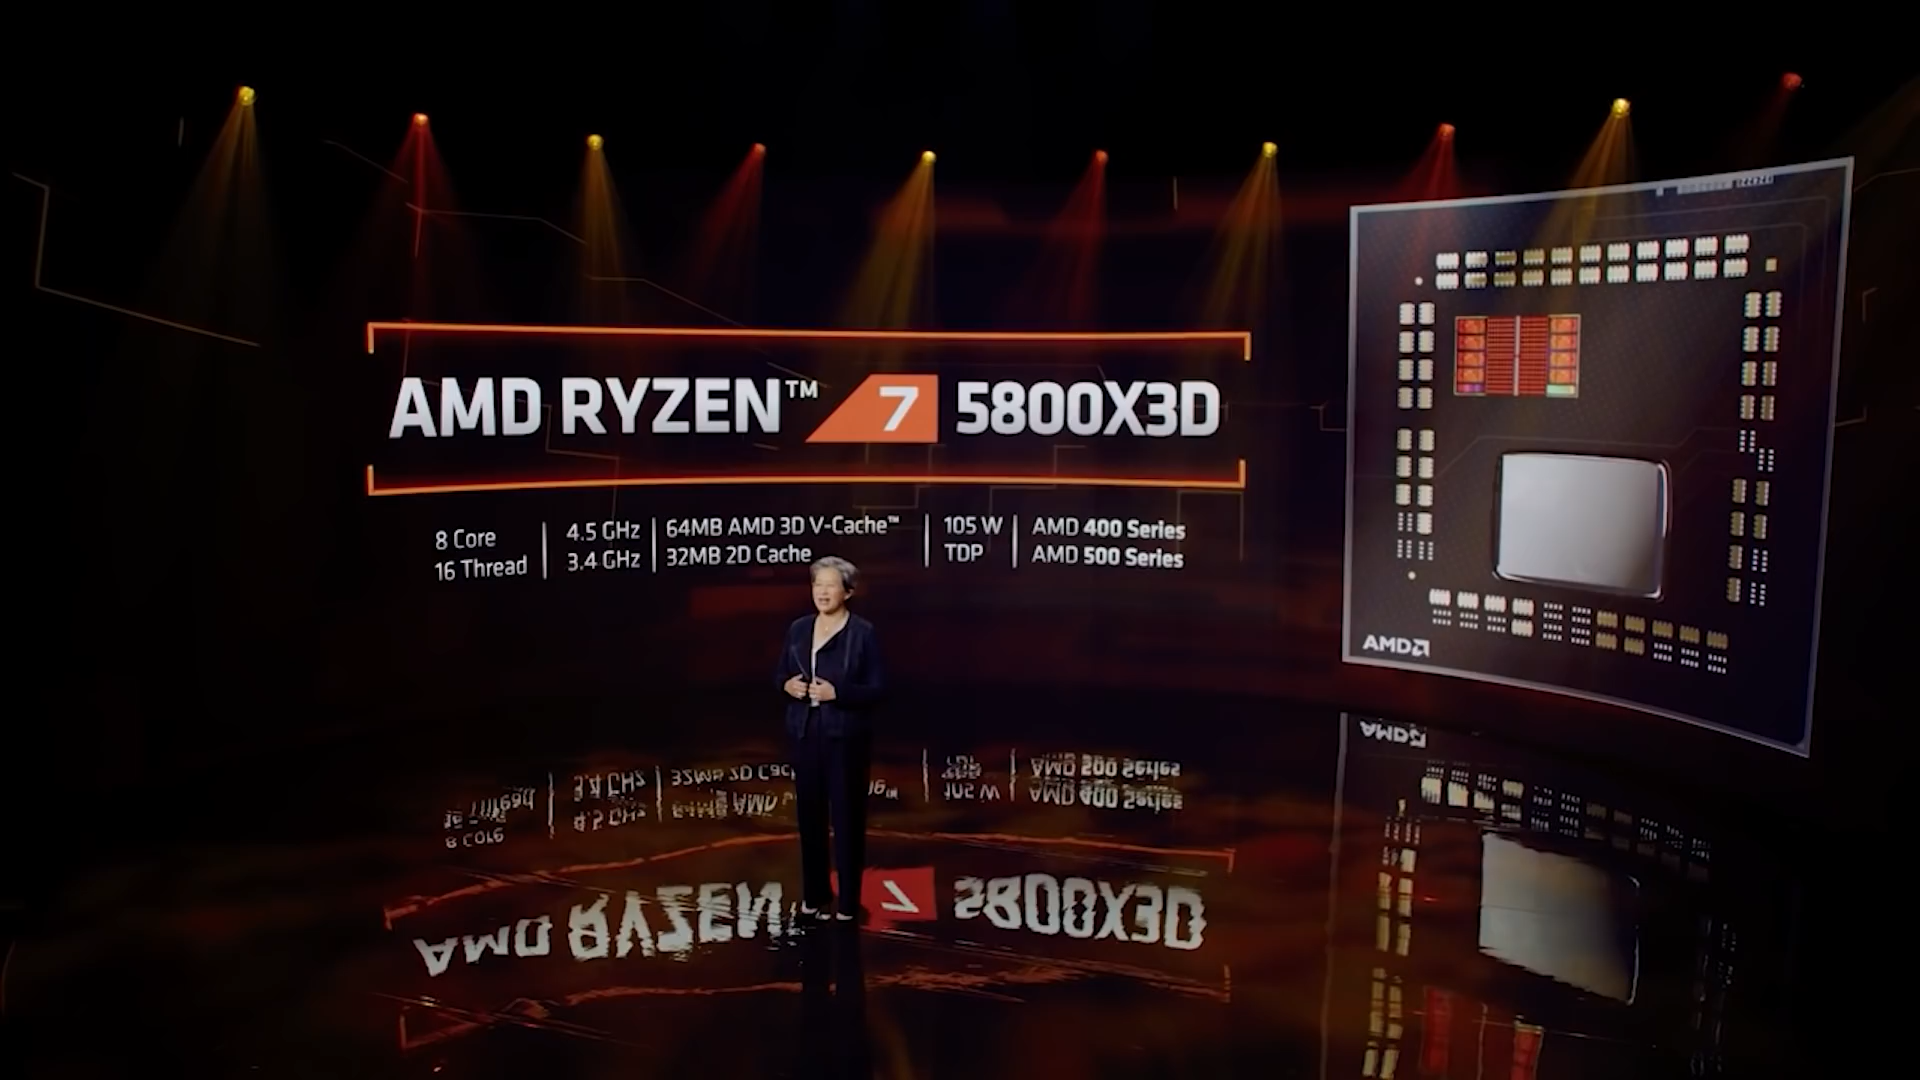 AMD RYZEN™ 7 5800X3D
8 Core
16 Thread
4.5 GHz
3.4 GHz
64MB AMD 3D V-Cache™
32MB 2D Cache
105 W
TDP
AMD 400 Series
AMD 500 Series
AMD